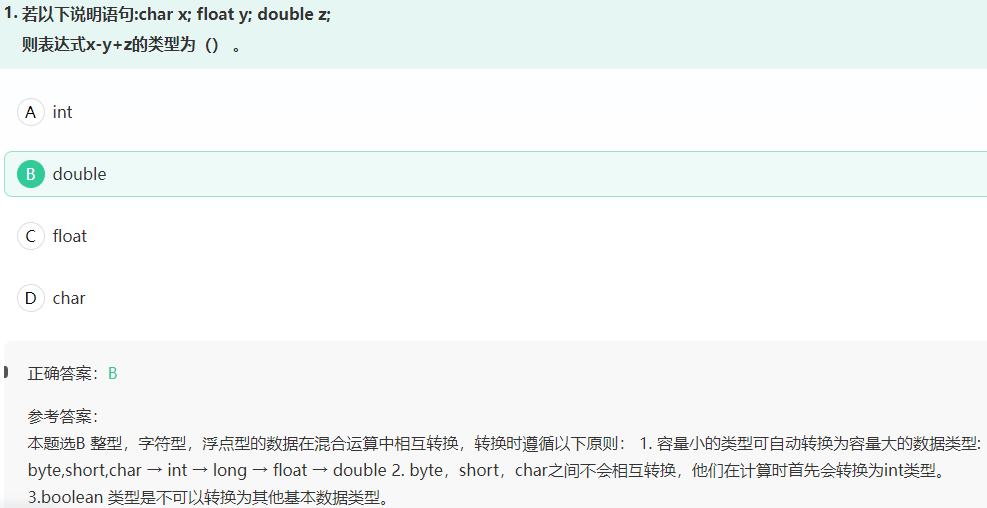 1. 若以下说明语句:char x; float y; double z;
则表达式x-y+z的类型为（） 。
A int
B double
C float
D char
正确答案：B
参考答案：
本题选B 整型，字符型，浮点型的数据在混合运算中相互转换，转换时遵循以下原则： 1. 容量小的类型可自动转换为容量大的数据类型:
byte,short,char → int → long → float → double 2. byte，short，char之间不会相互转换，他们在计算时首先会转换为int类型。
3.boolean 类型是不可以转换为其他基本数据类型。